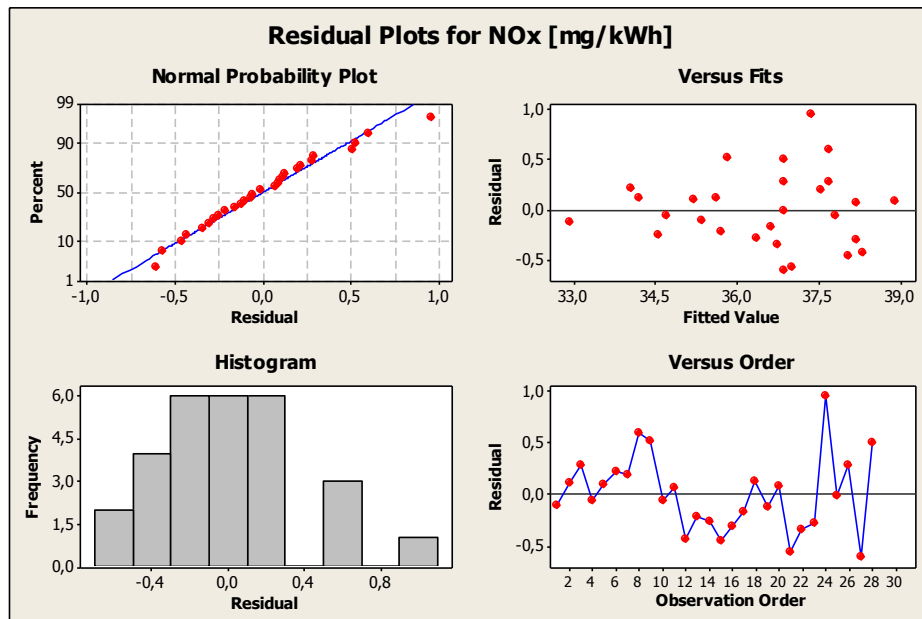 Residual Plots for NOx [mg/kWh]
Normal Probability Plot
99
90
50
10
1
Percent
-1,0 -0,5 0,0 0,5 1,0
Residual
Versus Fits
1,0
0,5
0,0
-0,5
Residual
33,0 34,5 36,0 37,5 39,0
Fitted Value
Histogram
6,0
4,5
3,0
1,5
0,0
Frequency
-0,4 0,0 0,4 0,8
Residual
Versus Order
1,0
0,5
0,0
-0,5
Residual
2 4 6 8 10 12 14 16 18 20 22 24 26 28 30
Observation Order